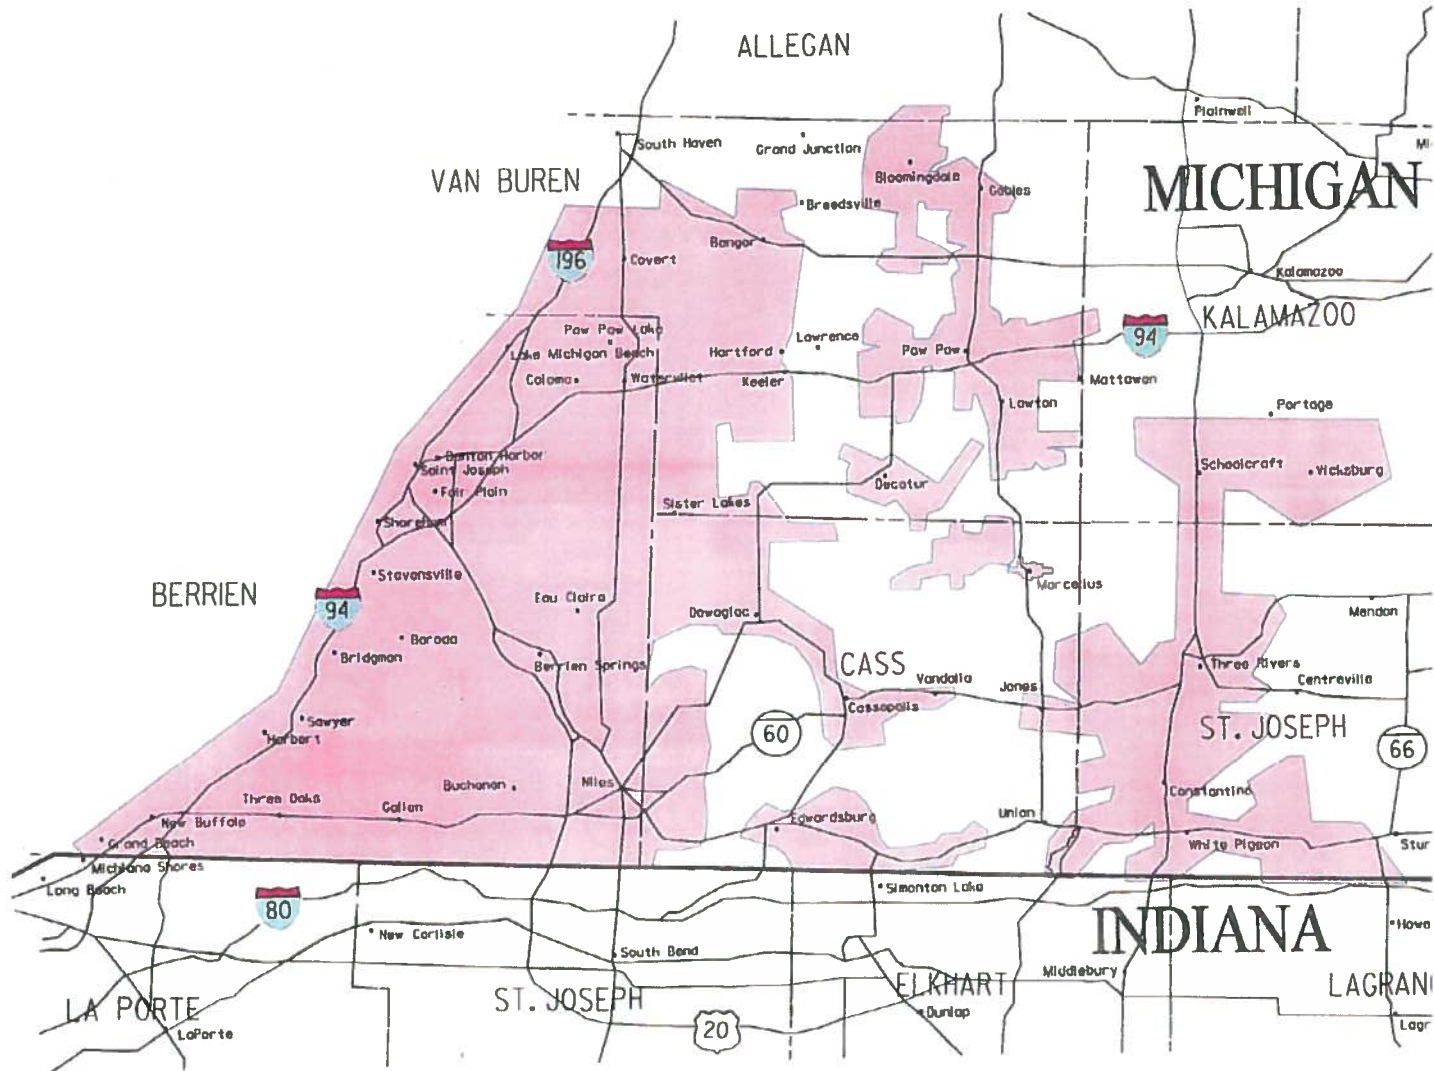 ALLEGAN
Plainwell
South Haven
Grand Junction
MI
VAN BUREN
Bloomingdale
MICHIGAN
Gobles
Breedsville
Bangor
196
Covert
Kalamazoo
KALAMAZOO
Paw Paw Lake
Lawrence
94
Lake Michigan Beach
Hartford
Paw Paw
Coloma
Watervliet
Keeler
Mattawan
Lawton
Portage
Benton Harbor
Saint Joseph
Schoolcraft
Vicksburg
Fair Plain
Decatur
Sister Lakes
Shoreham
Stevensville
Marcellus
BERRIEN
94
Eau Claire
Dowagiac
Mendon
Baroda
Bridgman
Berrien Springs
CASS
Three Rivers
Vandalia
Jones
Centreville
Cassopolis
Sawyer
Harbert
60
ST. JOSEPH
66
Buchanan
Niles
Three Oaks
Galien
Constantine
New Buffalo
Edwardsburg
Union
Grand Beach
White Pigeon
Stur
Michiana Shores
Long Beach
Simonton Lake
80
INDIANA
New Carlisle
Howe
South Bend
Middlebury
LA PORTE
ST. JOSEPH
ELKHART
LAGRAN
Dunlap
20
LaPorte
Lagr